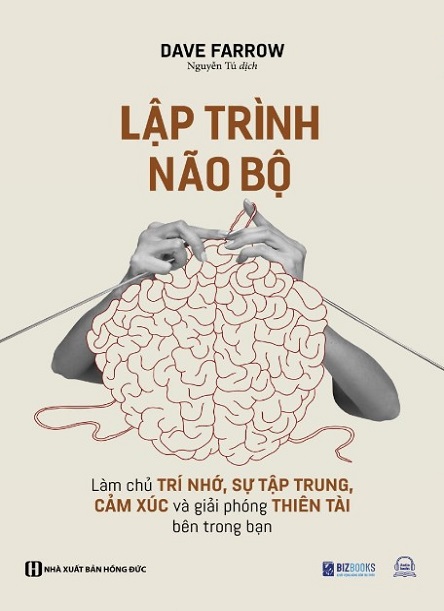 DAVE FARROW
Nguyễn Tú dịch
LẬP TRÌNH
NÃO BỘ
Làm chủ TRÍ NHỚ, SỰ TẬP TRUNG,
CẢM XÚC và giải phóng THIÊN TÀI
bên trong bạn
NHÀ XUẤT BẢN HỒNG ĐỨC
BIZBOOKS